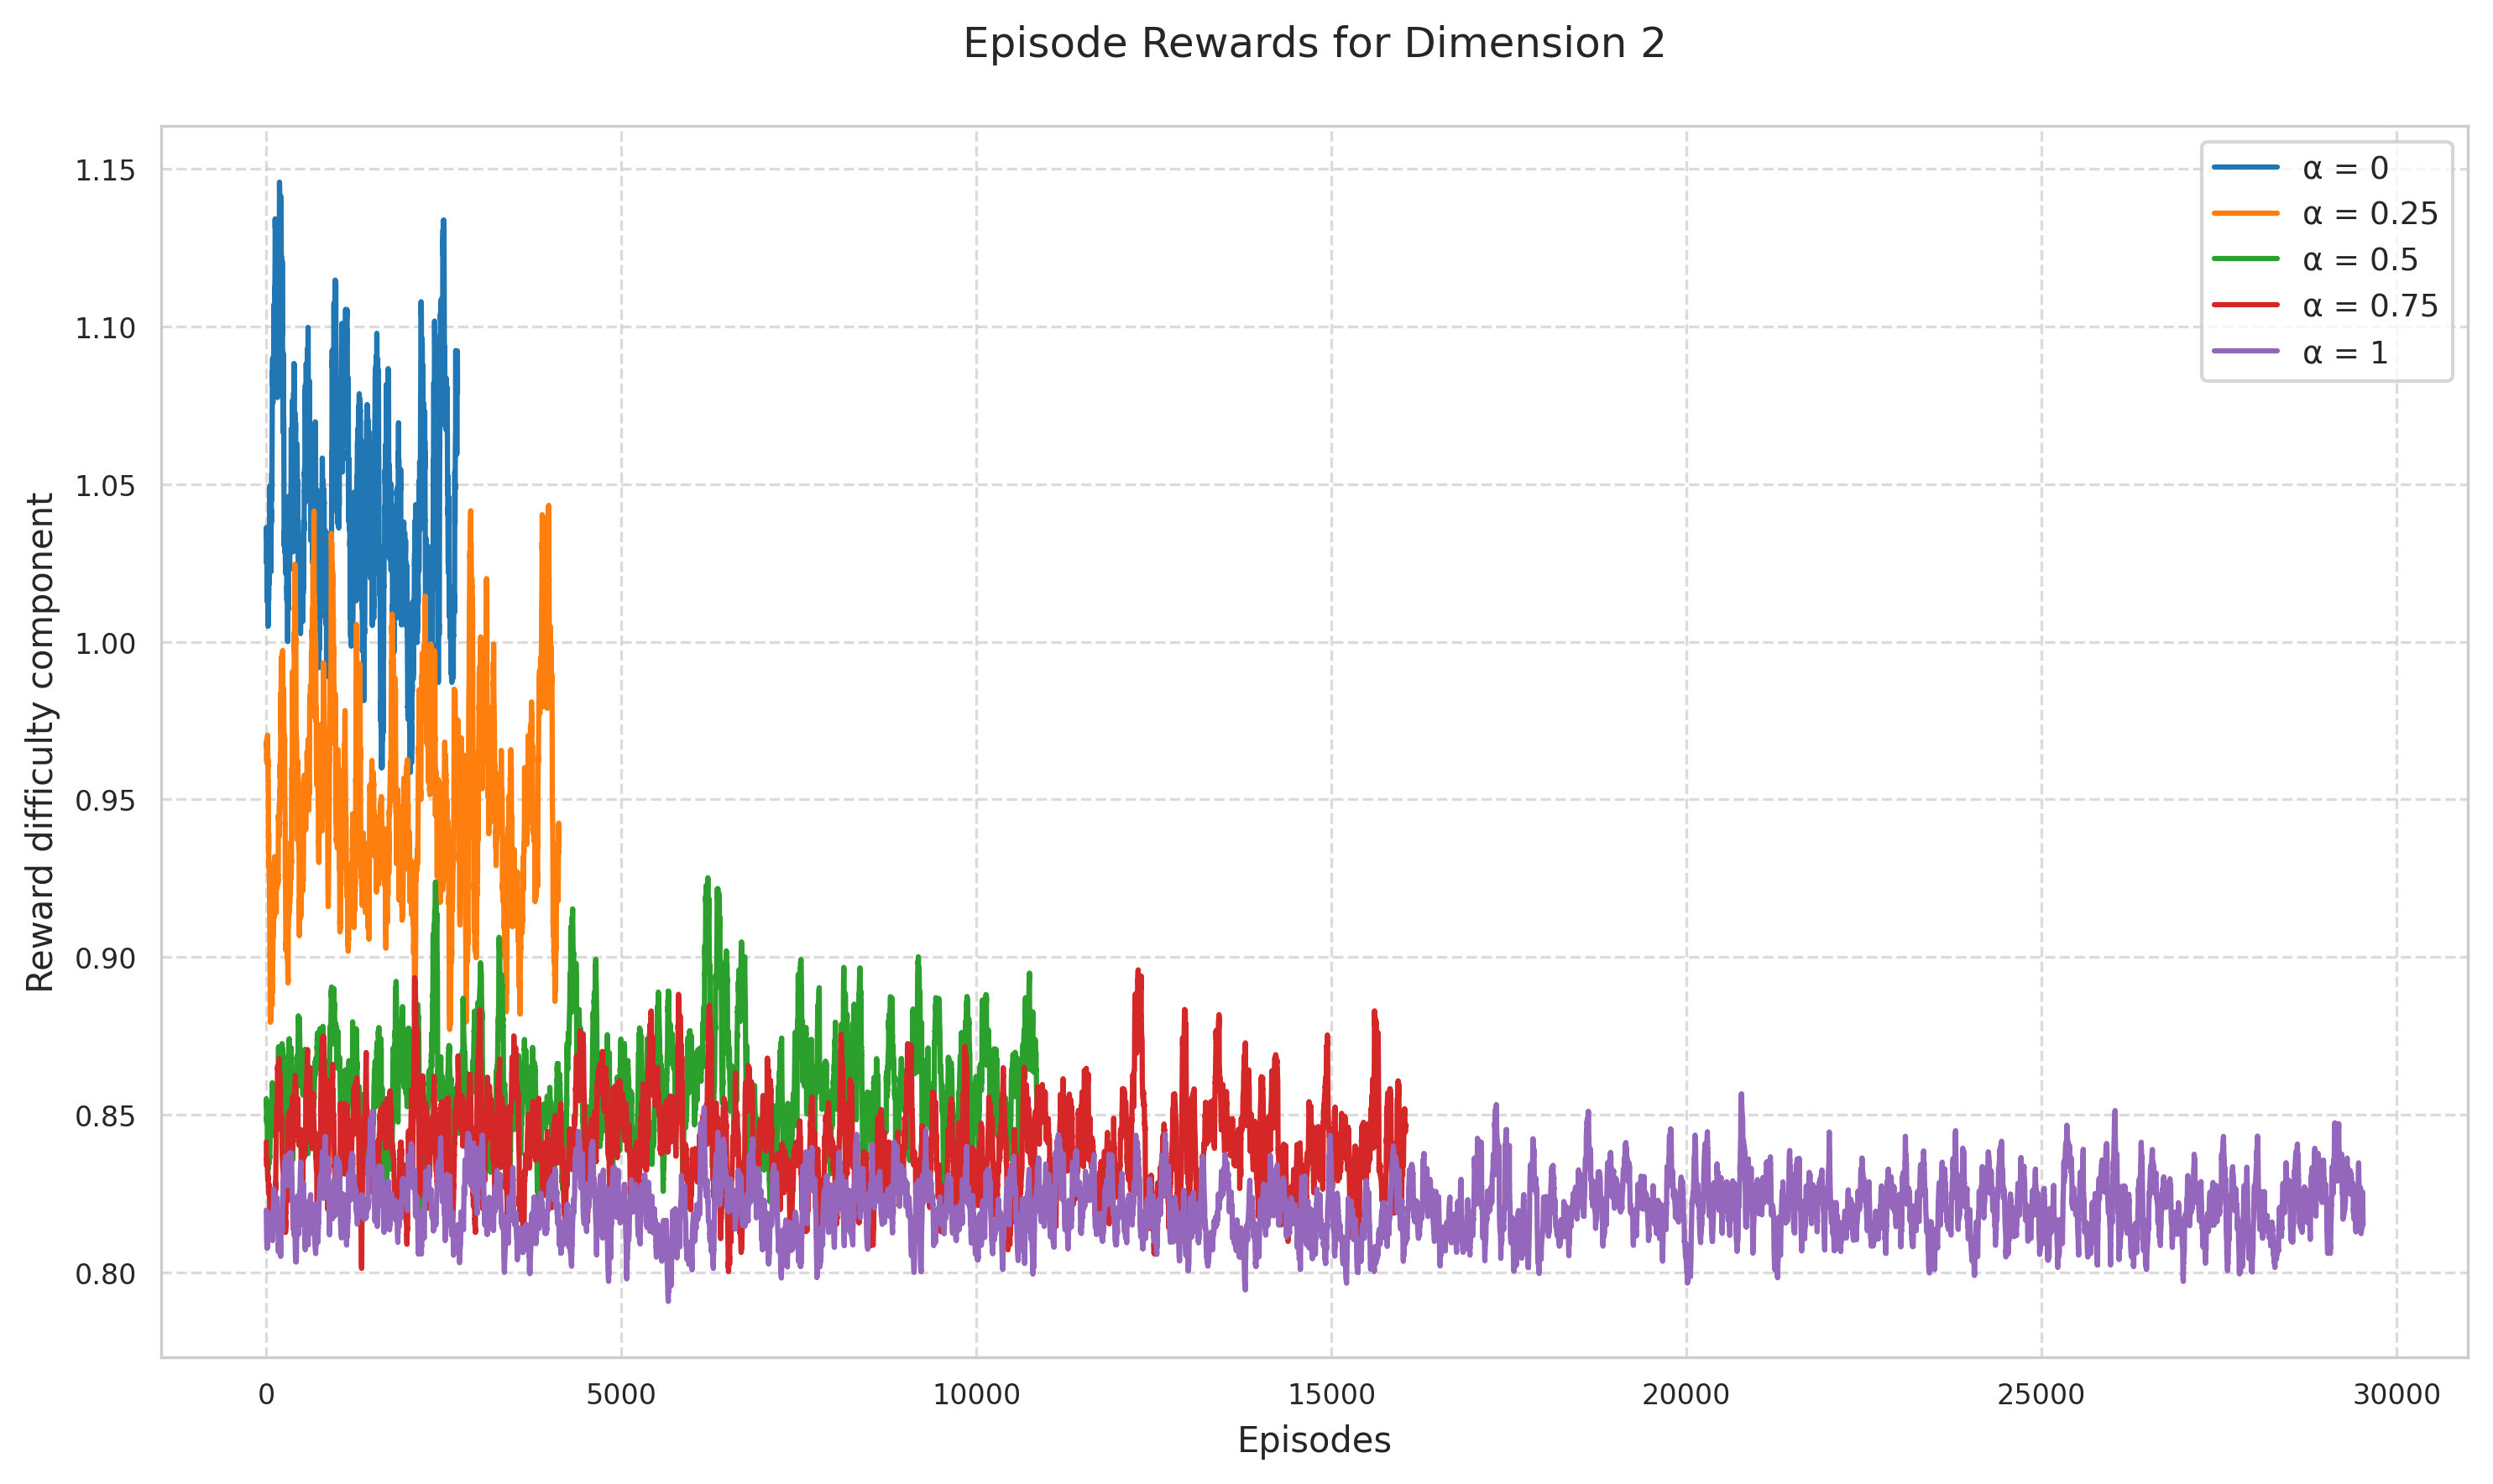 Episode Rewards for Dimension 2
α = 0
α = 0.25
α = 0.5
α = 0.75
α = 1
Reward difficulty component
1.15
1.10
1.05
1.00
0.95
0.90
0.85
0.80
0 5000 10000 15000 20000 25000 30000
Episodes